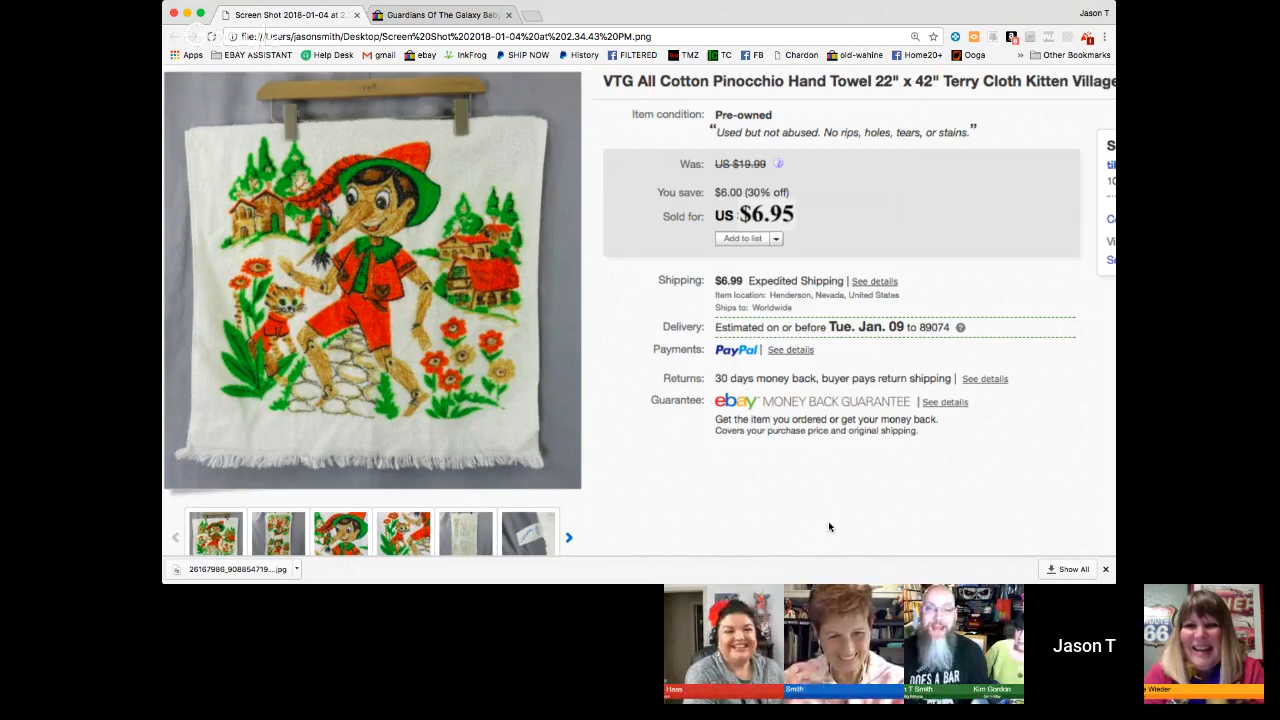 Screen Shot 2018-01-04 at 2.
Guardians Of The Galaxy Baby
Jason T
file:///Users/jasonsmith/Desktop/Screen%20Shot%202018-01-04%20at%202.34.43%20PM.png
Apps
EBAY ASSISTANT
Help Desk
gmail
ebay
InkFrog
SHIP NOW
History
FILTERED
TMZ
TC
FB
Chardon
old-wahine
Home20+
Ooga
»
Other Bookmarks
VTG All Cotton Pinocchio Hand Towel 22" x 42" Terry Cloth Kitten Village
Item condition: Pre-owned
“Used but not abused. No rips, holes, tears, or stains.”
Was: US $19.99
You save: $6.00 (30% off)
Sold for: US $6.95
Add to list
Shipping: $6.99 Expedited Shipping | See details
Item location: Henderson, Nevada, United States
Ships to: Worldwide
Delivery: Estimated on or before Tue. Jan. 09 to 89074
Payments: PayPal | See details
Returns: 30 days money back, buyer pays return shipping | See details
Guarantee: ebay MONEY BACK GUARANTEE | See details
Get the item you ordered or get your money back.
Covers your purchase price and original shipping.
26167986_908854719....jpg
Show All
ROUTE
66
DOES A BAR
Jason T
Haas
Smith
n T Smith
Kim Gordon
e Wieder